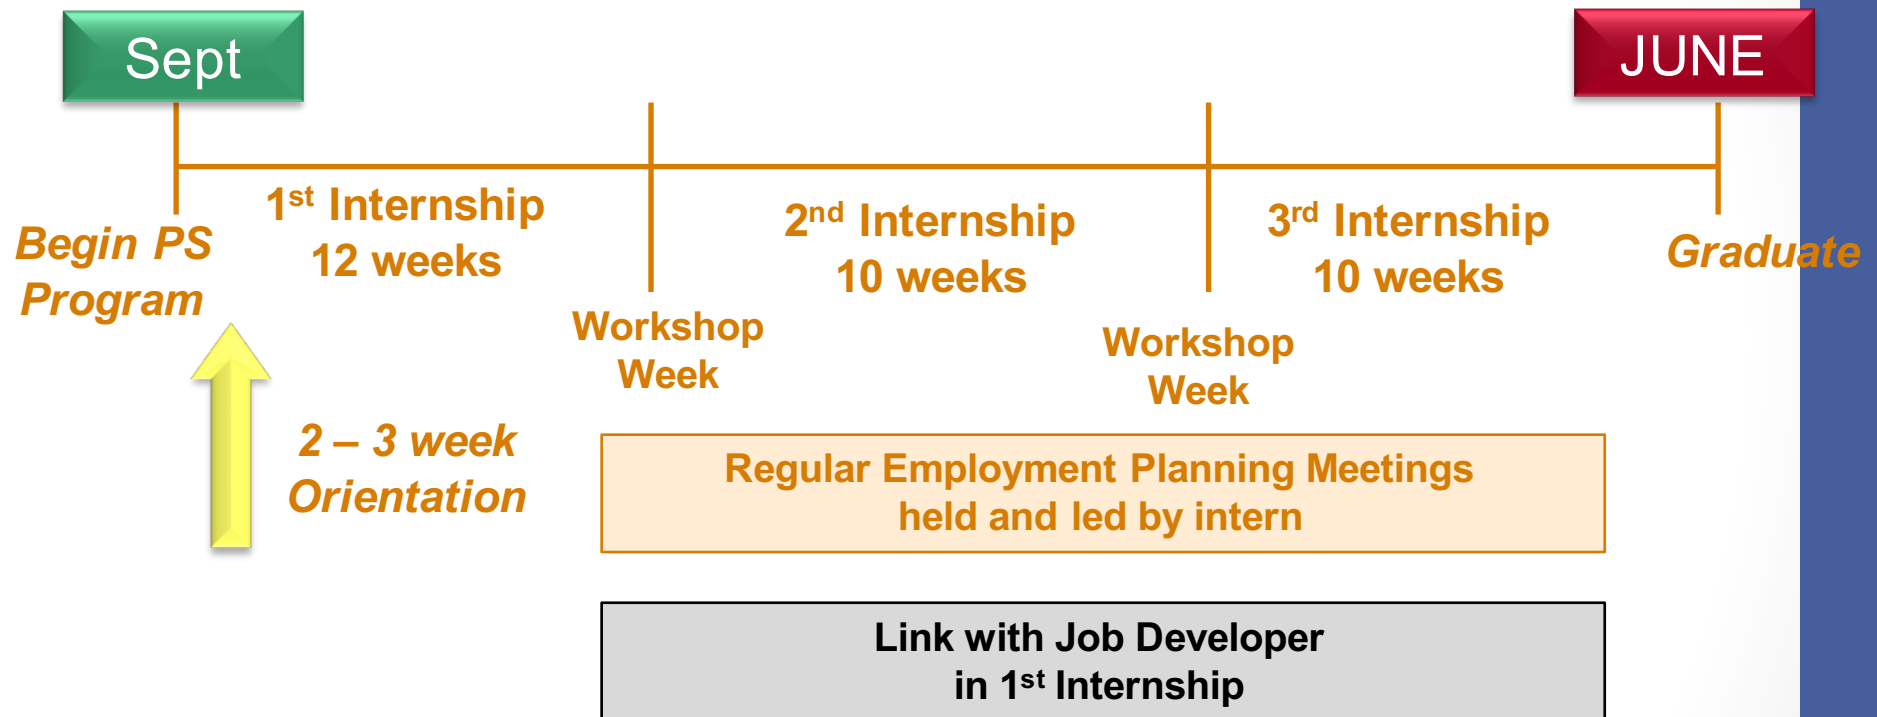 Sept
JUNE
1st Internship
12 weeks
2nd Internship
10 weeks
3rd Internship
10 weeks
Begin PS
Program
Graduate
Workshop
Week
Workshop
Week
2 – 3 week
Orientation
Regular Employment Planning Meetings
held and led by intern
Link with Job Developer
in 1st Internship